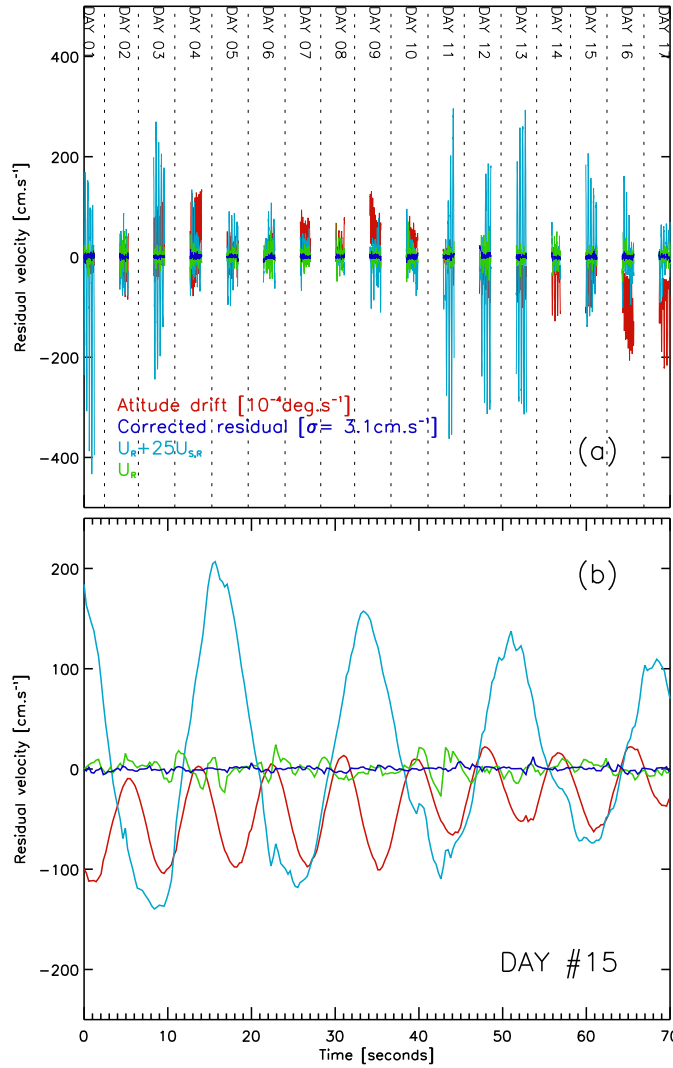 DAY 01 DAY 02 DAY 03 DAY 04 DAY 05 DAY 06 DAY 07 DAY 08 DAY 09 DAY 10 DAY 11 DAY 12 DAY 13 DAY 14 DAY 15 DAY 16 DAY 17
400
200
0
−200
−400
Residual velocity [cm.s⁻¹]
Atitude drift [10⁻⁴deg.s⁻¹]
Corrected residual [σ= 3.1cm.s⁻¹]
U_R+25U_S,R
U_R
(a)
(b)
200
100
0
−100
−200
Residual velocity [cm.s⁻¹]
DAY #15
0 10 20 30 40 50 60 70
Time [seconds]